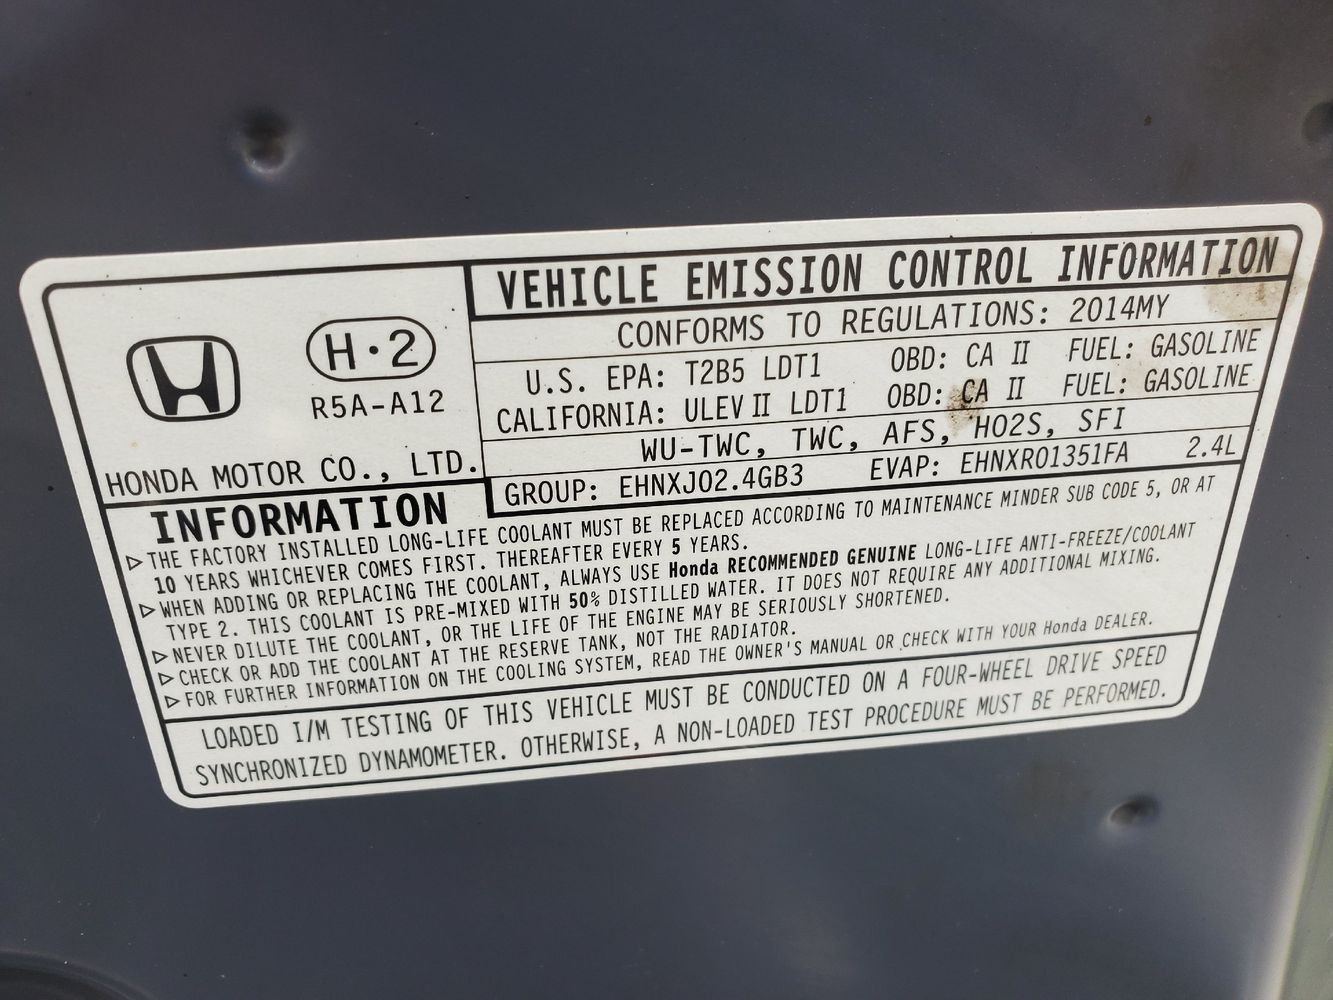 VEHICLE EMISSION CONTROL INFORMATION
CONFORMS TO REGULATIONS: 2014MY
U.S. EPA: T2B5 LDT1 OBD: CA II FUEL: GASOLINE
CALIFORNIA: ULEV II LDT1 OBD: CA II FUEL: GASOLINE
WU-TWC, TWC, AFS, HO2S, SFI
GROUP: EHNXJ02.4GB3 EVAP: EHNXR01351FA 2.4L
H·2
R5A-A12
HONDA MOTOR CO., LTD.
INFORMATION
▷ THE FACTORY INSTALLED LONG-LIFE COOLANT MUST BE REPLACED ACCORDING TO MAINTENANCE MINDER SUB CODE 5, OR AT
10 YEARS WHICHEVER COMES FIRST. THEREAFTER EVERY 5 YEARS.
▷ WHEN ADDING OR REPLACING THE COOLANT, ALWAYS USE Honda RECOMMENDED GENUINE LONG-LIFE ANTI-FREEZE/COOLANT
TYPE 2. THIS COOLANT IS PRE-MIXED WITH 50% DISTILLED WATER. IT DOES NOT REQUIRE ANY ADDITIONAL MIXING.
▷ NEVER DILUTE THE COOLANT, OR THE LIFE OF THE ENGINE MAY BE SERIOUSLY SHORTENED.
▷ CHECK OR ADD THE COOLANT AT THE RESERVE TANK, NOT THE RADIATOR.
▷ FOR FURTHER INFORMATION ON THE COOLING SYSTEM, READ THE OWNER'S MANUAL OR CHECK WITH YOUR Honda DEALER.
LOADED I/M TESTING OF THIS VEHICLE MUST BE CONDUCTED ON A FOUR-WHEEL DRIVE SPEED
SYNCHRONIZED DYNAMOMETER. OTHERWISE, A NON-LOADED TEST PROCEDURE MUST BE PERFORMED.